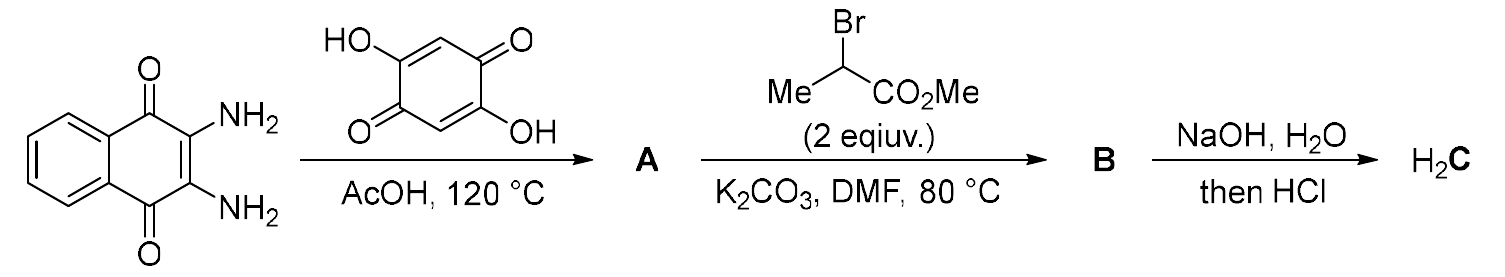 O
NH₂
NH₂
O
HO
O
O
OH
AcOH, 120 °C
A
Br
Me
CO₂Me
(2 eqiuv.)
K₂CO₃, DMF, 80 °C
B
NaOH, H₂O
then HCl
H₂C